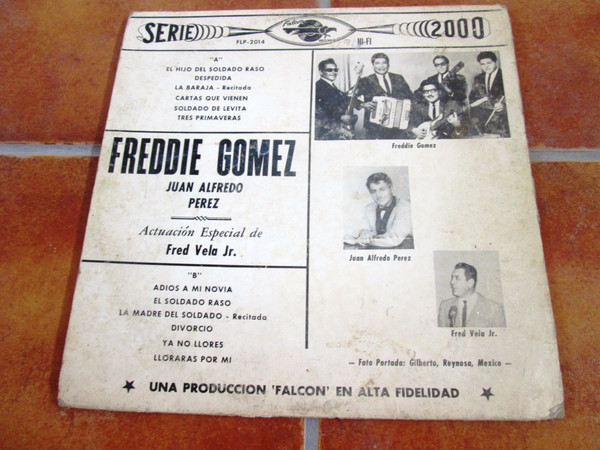 SERIE
Falcon
2000
FLP-2014
HI-FI
"A"
EL HIJO DEL SOLDADO RASO
DESPEDIDA
LA BARAJA - Recitada
CARTAS QUE VIENEN
SOLDADO DE LEVITA
TRES PRIMAVERAS
Freddie Gomez
FREDDIE GOMEZ
JUAN ALFREDO
PEREZ
Actuación Especial de
Fred Vela Jr.
Juan Alfredo Perez
"B"
ADIOS A MI NOVIA
EL SOLDADO RASO
LA MADRE DEL SOLDADO - Recitada
DIVORCIO
YA NO LLORES
LLORARAS POR MI
Fred Vela Jr.
— Foto Portada: Gilberto, Reynosa, Mexico —
★ UNA PRODUCCION 'FALCON' EN ALTA FIDELIDAD ★